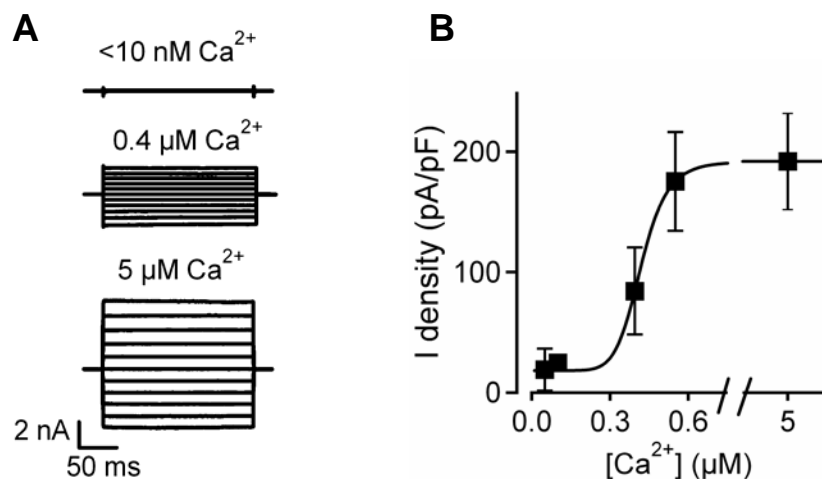 A
<10 nM Ca²⁺
0.4 µM Ca²⁺
5 µM Ca²⁺
2 nA
50 ms
B
I density (pA/pF)
200
100
0
0.0
0.3
0.6
5
[Ca²⁺] (µM)